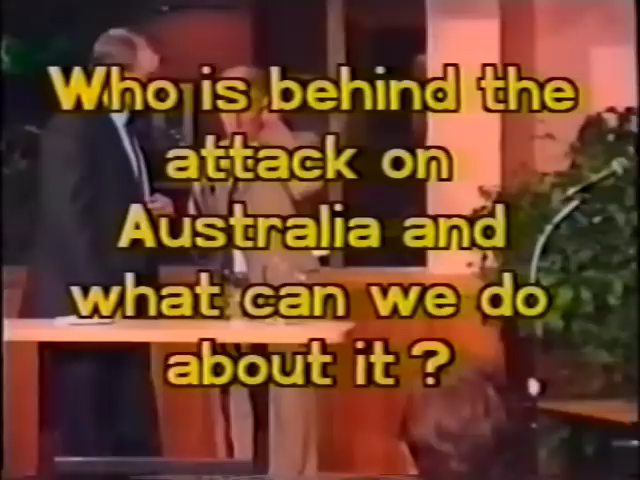 Who is behind the
attack on
Australia and
what can we do
about it?